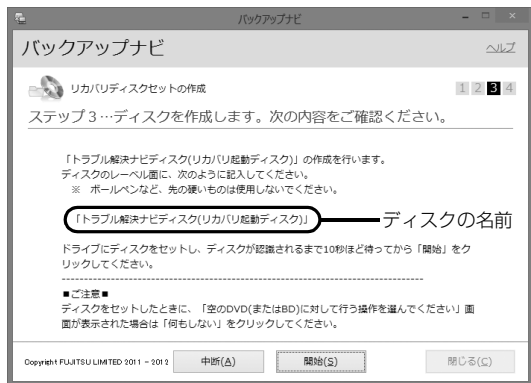 バックアップナビ
バックアップナビ
ヘルプ
リカバリディスクセットの作成
1 2 3 4
ステップ3…ディスクを作成します。次の内容をご確認ください。
「トラブル解決ナビディスク(リカバリ起動ディスク)」の作成を行います。
ディスクのレーベル面に、次のように記入してください。
※ ボールペンなど、先の硬いものは使用しないでください。
「トラブル解決ナビディスク(リカバリ起動ディスク)」
ディスクの名前
ドライブにディスクをセットし、ディスクが認識されるまで10秒ほど待ってから「開始」をク
リックしてください。
■ご注意■
ディスクをセットしたときに、「空のDVD(またはBD)に対して行う操作を選んでください」画
面が表示された場合は「何もしない」をクリックしてください。
Copyright FUJITSU LIMITED 2011 - 2012
中断(A)
開始(S)
閉じる(C)